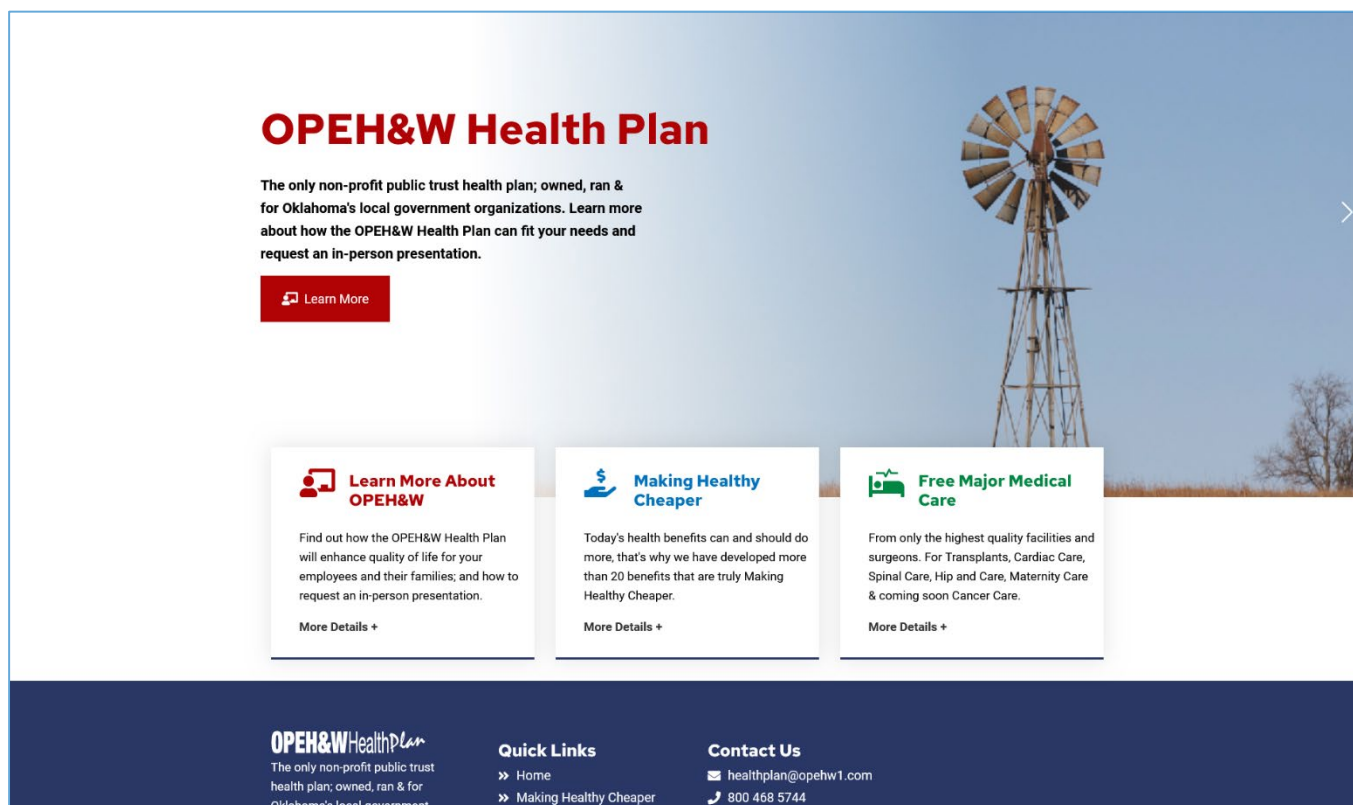 OPEH&W Health Plan
The only non-profit public trust health plan; owned, ran &
for Oklahoma's local government organizations. Learn more
about how the OPEH&W Health Plan can fit your needs and
request an in-person presentation.
Learn More
Learn More About
OPEH&W
Find out how the OPEH&W Health Plan
will enhance quality of life for your
employees and their families; and how to
request an in-person presentation.
More Details +
Making Healthy
Cheaper
Today's health benefits can and should do
more, that's why we have developed more
than 20 benefits that are truly Making
Healthy Cheaper.
More Details +
Free Major Medical
Care
From only the highest quality facilities and
surgeons. For Transplants, Cardiac Care,
Spinal Care, Hip and Care, Maternity Care
& coming soon Cancer Care.
More Details +
OPEH&W Health Plan
The only non-profit public trust
health plan; owned, ran & for
Oklahoma's local government
Quick Links
Home
Making Healthy Cheaper
Contact Us
healthplan@opehw1.com
800 468 5744